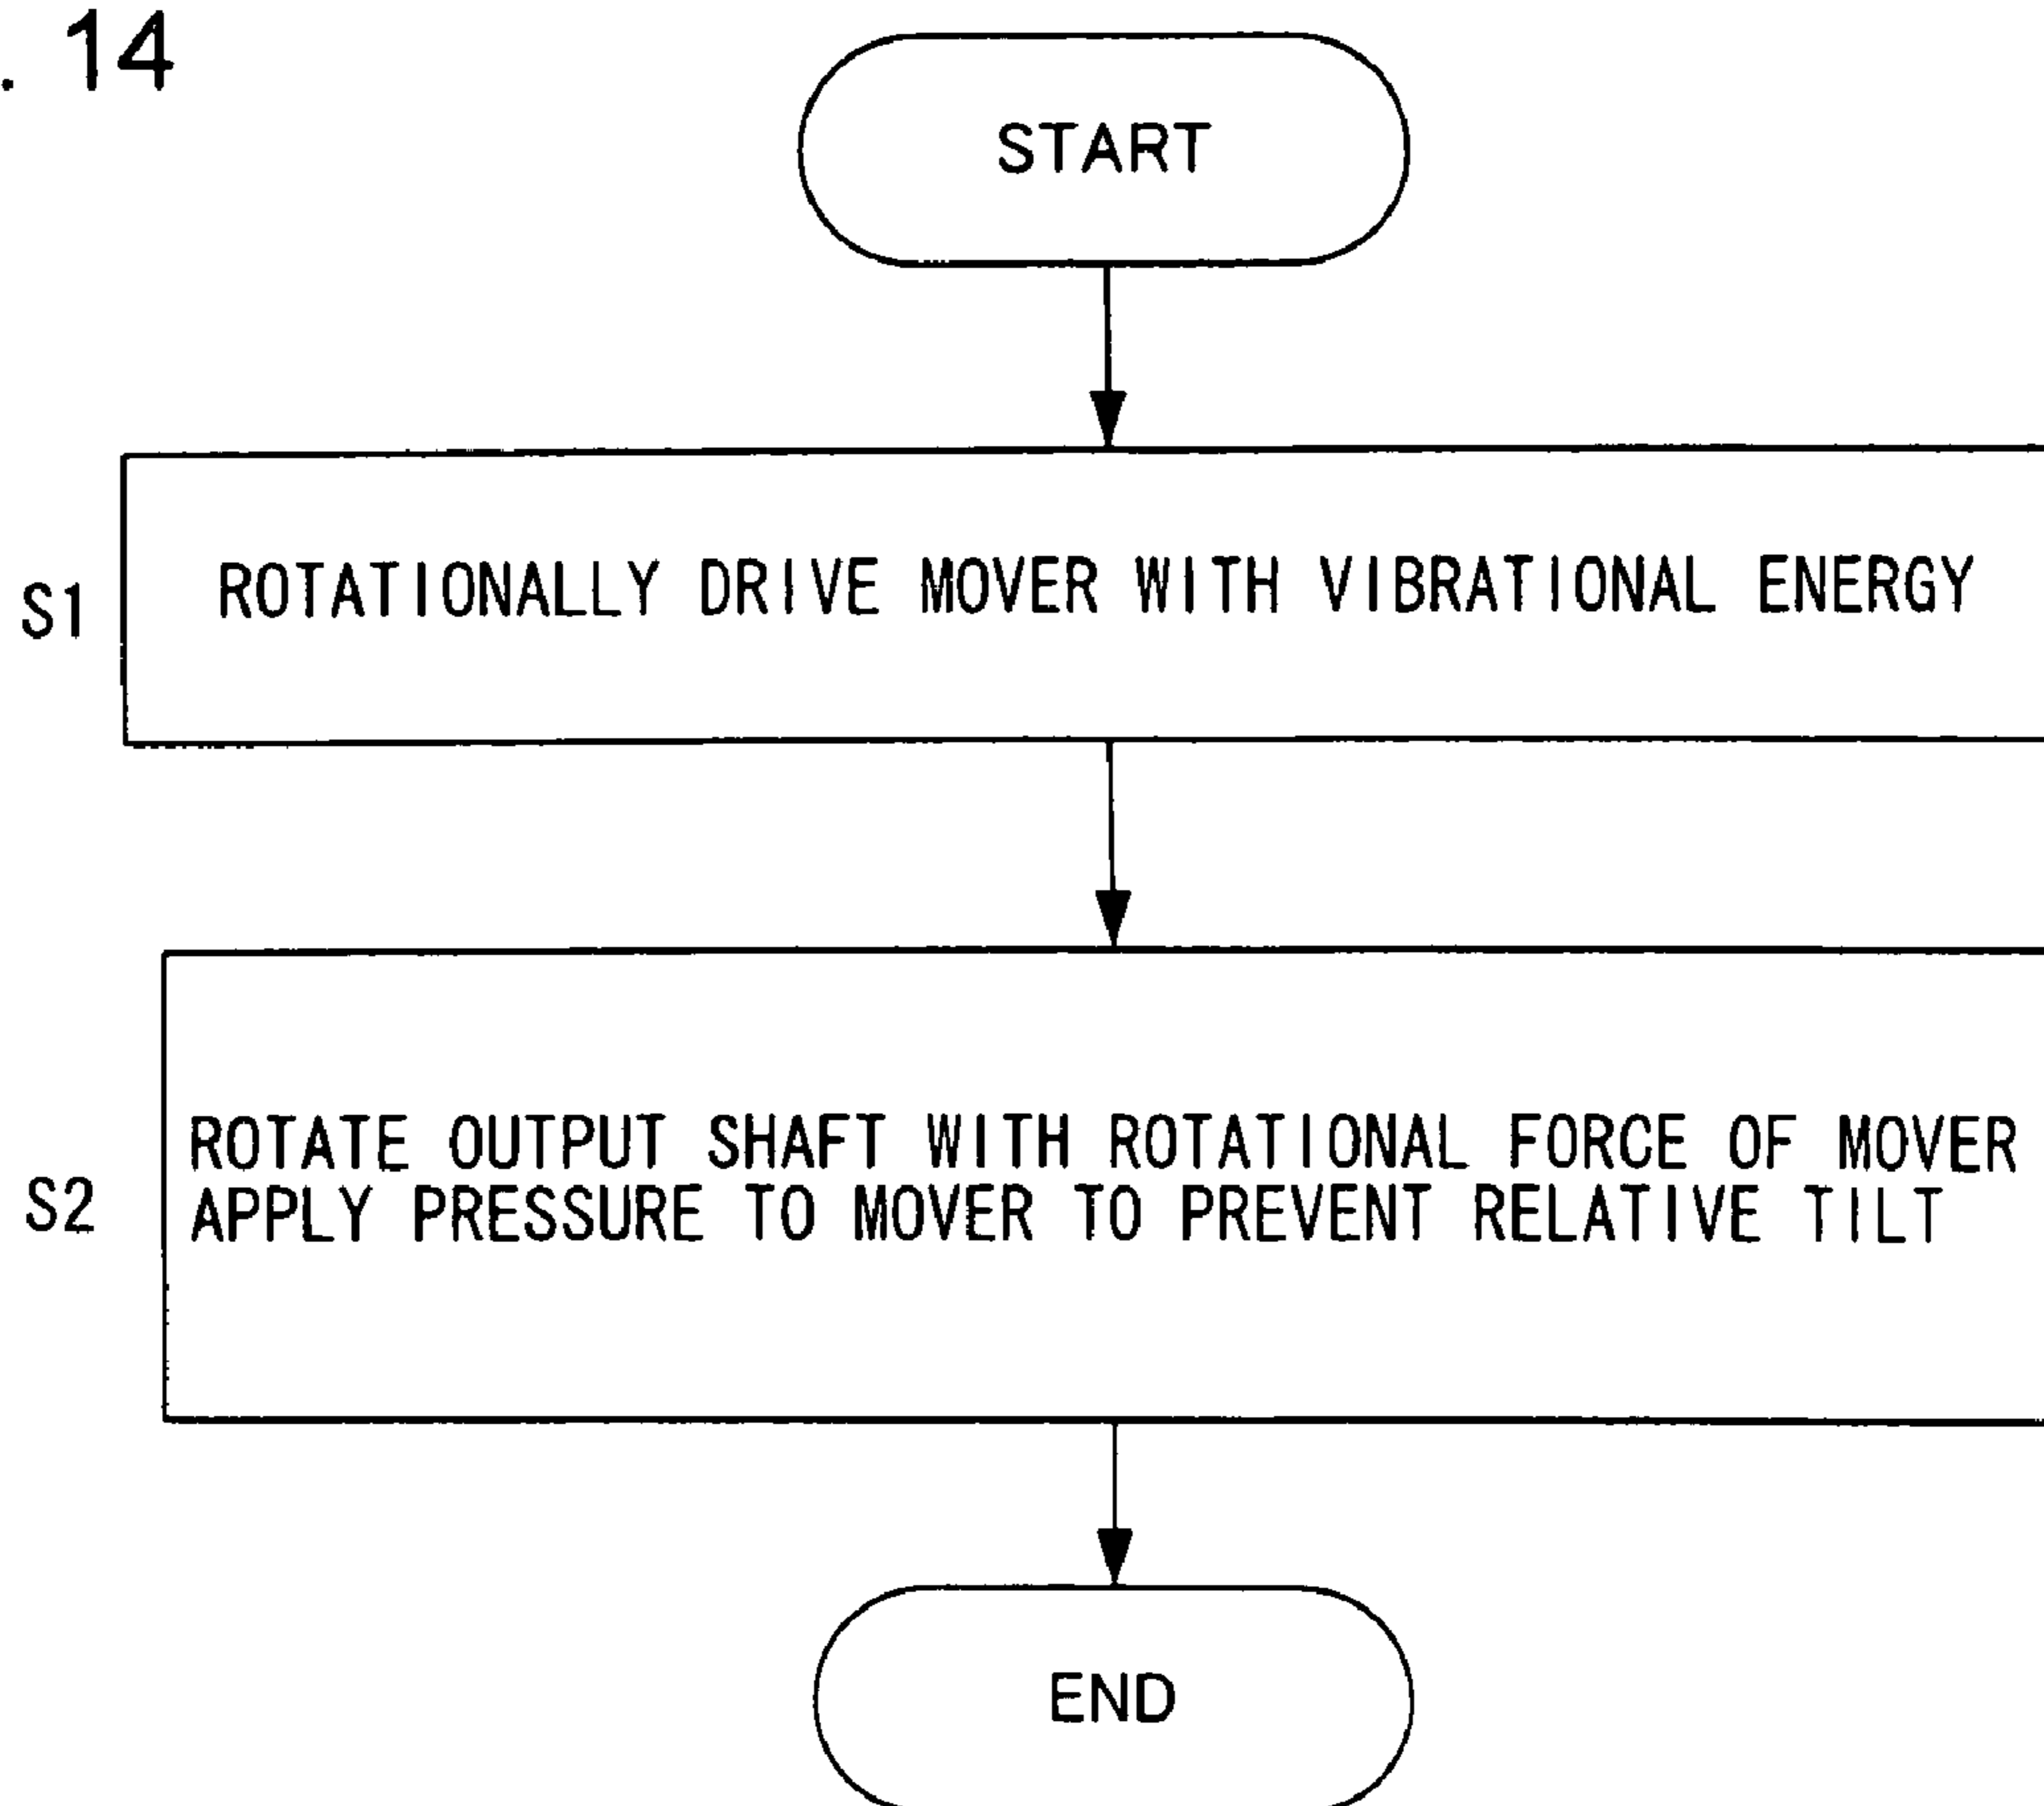 . 14
START
S1
ROTATIONALLY DRIVE MOVER WITH VIBRATIONAL ENERGY
S2
ROTATE OUTPUT SHAFT WITH ROTATIONAL FORCE OF MOVER
APPLY PRESSURE TO MOVER TO PREVENT RELATIVE TILT
END